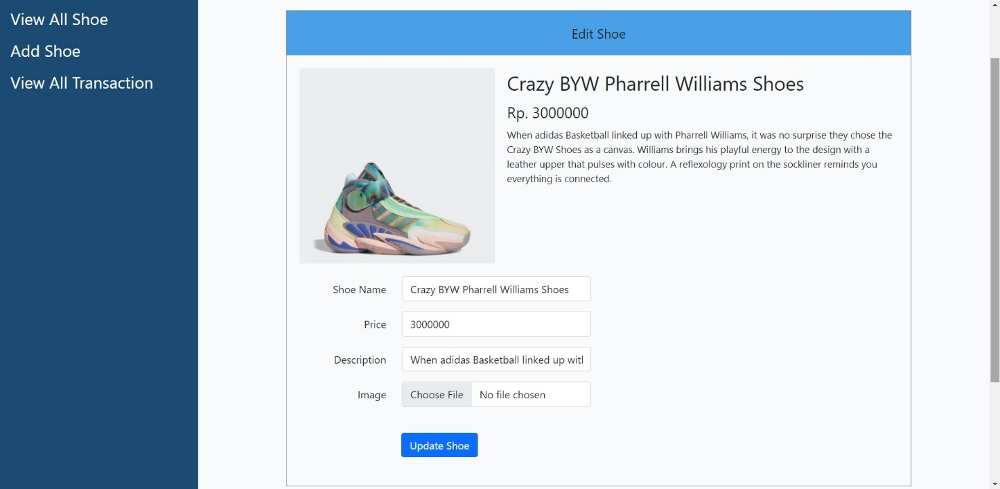 View All Shoe
Add Shoe
View All Transaction
Edit Shoe
Crazy BYW Pharrell Williams Shoes
Rp. 3000000
When adidas Basketball linked up with Pharrell Williams, it was no surprise they chose the
Crazy BYW Shoes as a canvas. Williams brings his playful energy to the design with a
leather upper that pulses with colour. A reflexology print on the sockliner reminds you
everything is connected.
Shoe Name Crazy BYW Pharrell Williams Shoes
Price 3000000
Description When adidas Basketball linked up with
Image Choose File No file chosen
Update Shoe